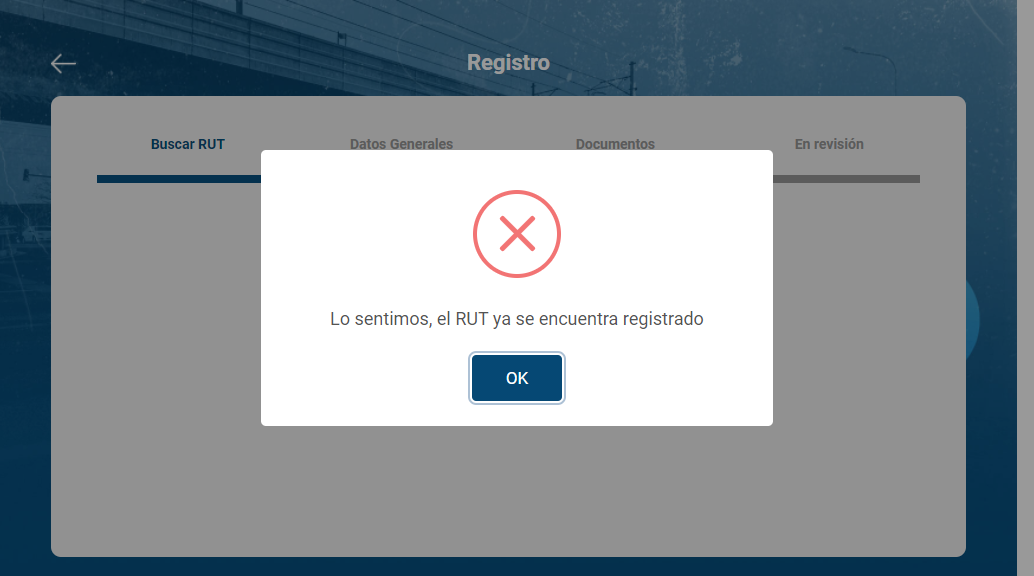 Registro
Buscar RUT
Datos Generales
Documentos
En revisión
Lo sentimos, el RUT ya se encuentra registrado
OK